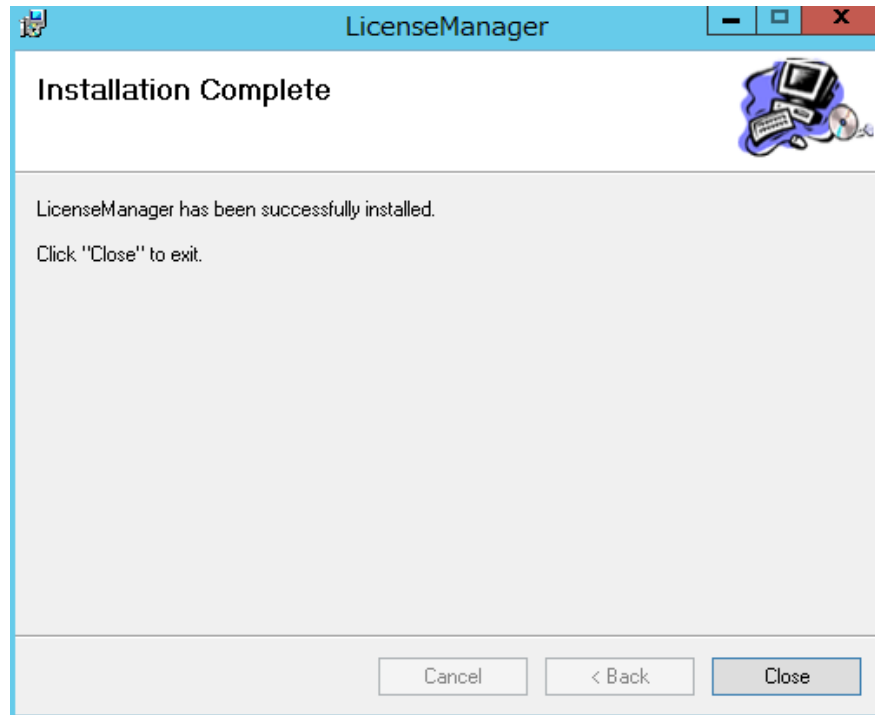 LicenseManager
Installation Complete
LicenseManager has been successfully installed.
Click "Close" to exit.
Cancel
< Back
Close